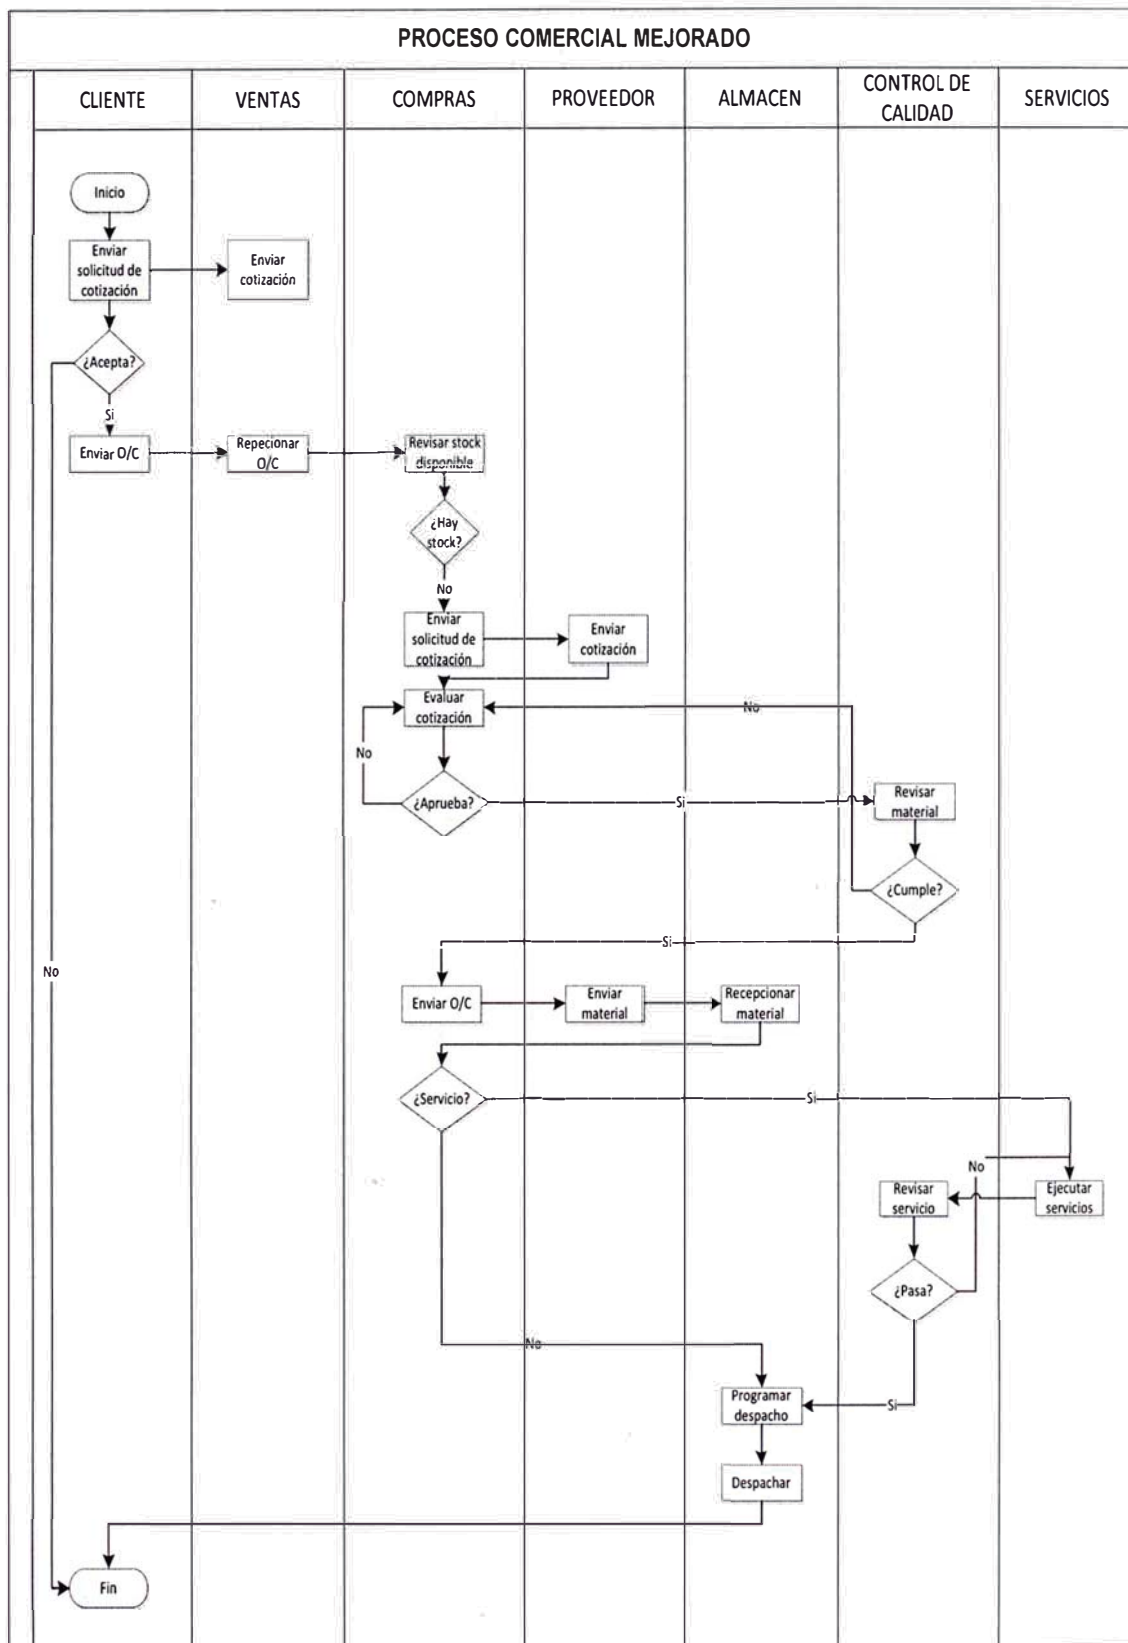 PROCESO COMERCIAL MEJORADO
CLIENTE
VENTAS
COMPRAS
PROVEEDOR
ALMACEN
CONTROL DE
CALIDAD
SERVICIOS
Inicio
Enviar
solicitud de
cotización
Enviar
cotización
¿Acepta?
Si
Enviar O/C
Repecionar
O/C
Revisar stock
disponible
¿Hay
stock?
No
Enviar
solicitud de
cotización
Enviar
cotización
Evaluar
cotización
No
No
¿Aprueba?
Si
Revisar
material
¿Cumple?
Si
No
Enviar O/C
Enviar
material
Recepcionar
material
¿Servicio?
Si
No
Revisar
servicio
Ejecutar
servicios
¿Pasa?
No
Programar
despacho
Si
Despachar
Fin